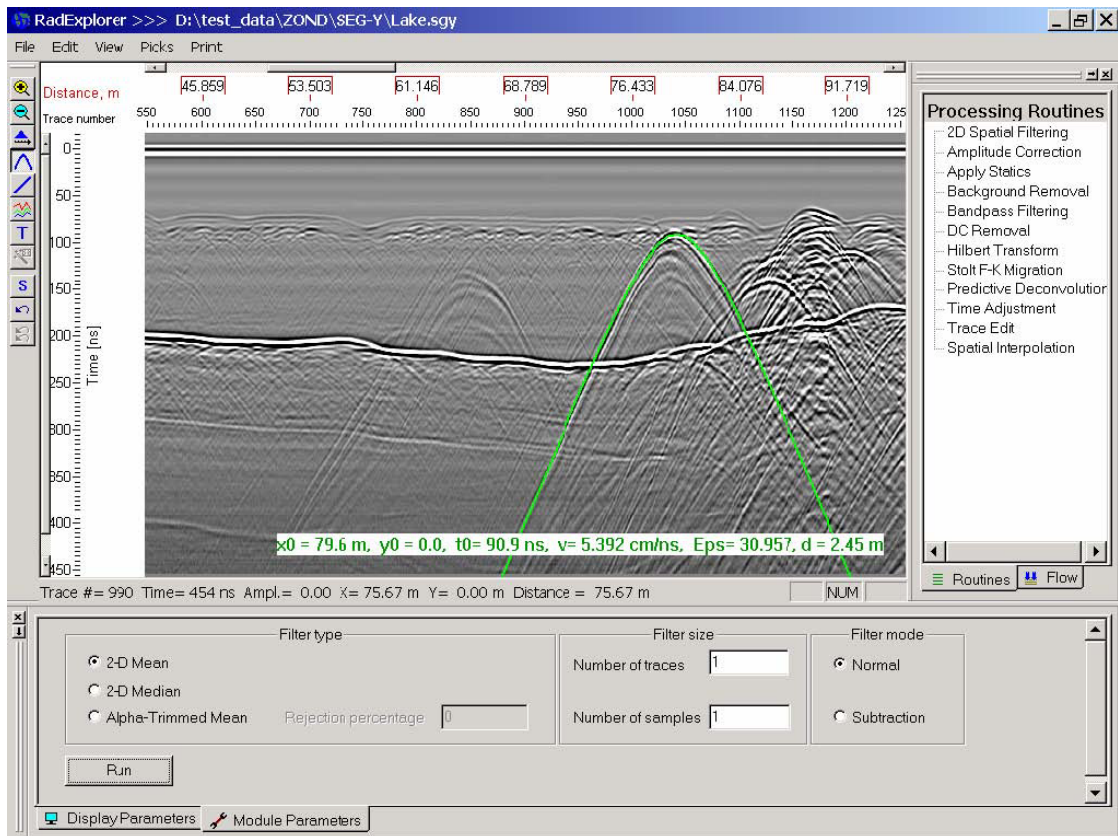 RadExplorer >>> D:\test_data\ZOND\SEG-Y\Lake.sgy
File Edit View Picks Print
Distance, m 45.859 53.503 61.146 68.789 76.433 84.076 91.719
Trace number 550 600 650 700 750 800 850 900 950 1000 1050 1100 1150 1200 125
Time [ns]
0
50
100
150
200
250
300
350
400
450
x0 = 79.6 m, y0 = 0.0, t0= 90.9 ns, v= 5.392 cm/ns, Eps= 30.957, d = 2.45 m
T
S
Processing Routines
2D Spatial Filtering
Amplitude Correction
Apply Statics
Background Removal
Bandpass Filtering
DC Removal
Hilbert Transform
Stolt F-K Migration
Predictive Deconvolution
Time Adjustment
Trace Edit
Spatial Interpolation
Routines Flow
Trace #= 990 Time= 454 ns Ampl.= 0.00 X= 75.67 m Y= 0.00 m Distance = 75.67 m NUM
Filter type
2-D Mean
2-D Median
Alpha-Trimmed Mean Rejection percentage 0
Filter size
Number of traces 1
Number of samples 1
Filter mode
Normal
Subtraction
Run
Display Parameters Module Parameters